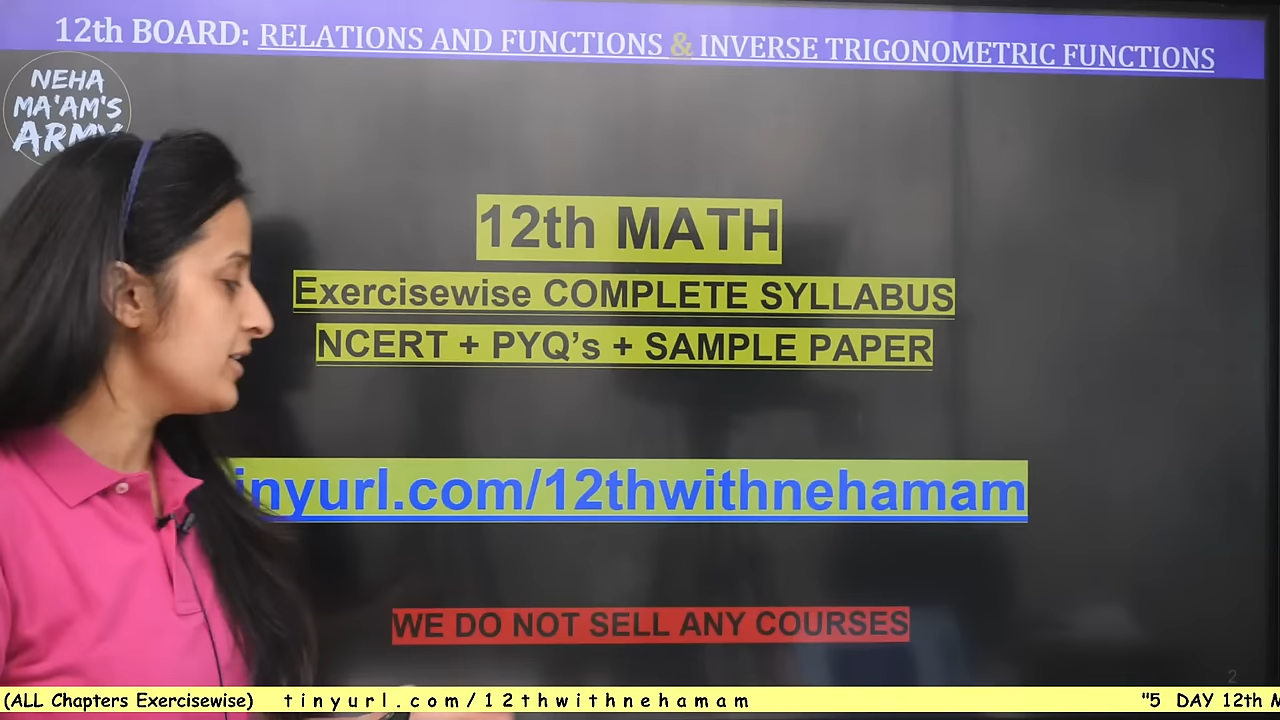 12th BOARD: RELATIONS AND FUNCTIONS & INVERSE TRIGONOMETRIC FUNCTIONS
NEHA
MA'AM'S
ARMY
12th MATH
Exercisewise COMPLETE SYLLABUS
NCERT + PYQ's + SAMPLE PAPER
inyurl.com/12thwithnehamam
WE DO NOT SELL ANY COURSES
2
(ALL Chapters Exercisewise) tinyurl.com/12thwithnehamam "5 DAY 12th M